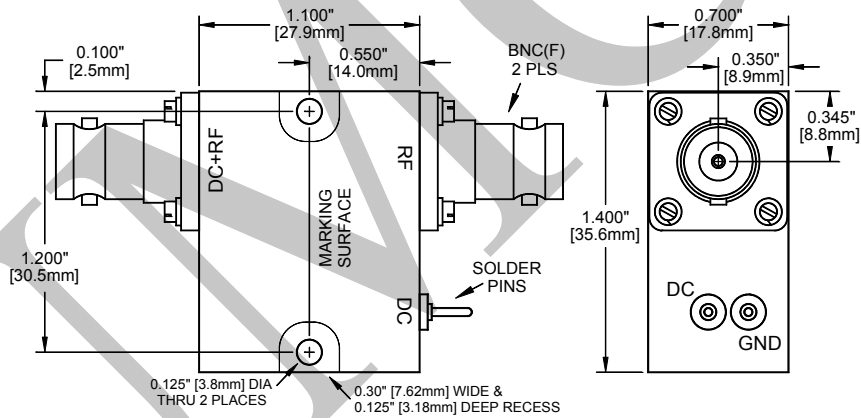 1.100"
[27.9mm]
0.700"
[17.8mm]
0.100"
[2.5mm]
0.550"
[14.0mm]
BNC(F)
2 PLS
0.350"
[8.9mm]
0.345"
[8.8mm]
DC+RF
RF
MARKING
SURFACE
1.200"
[30.5mm]
1.400"
[35.6mm]
SOLDER
PINS
DC
DC
GND
0.125" [3.8mm] DIA
THRU 2 PLACES
0.30" [7.62mm] WIDE &
0.125" [3.18mm] DEEP RECESS